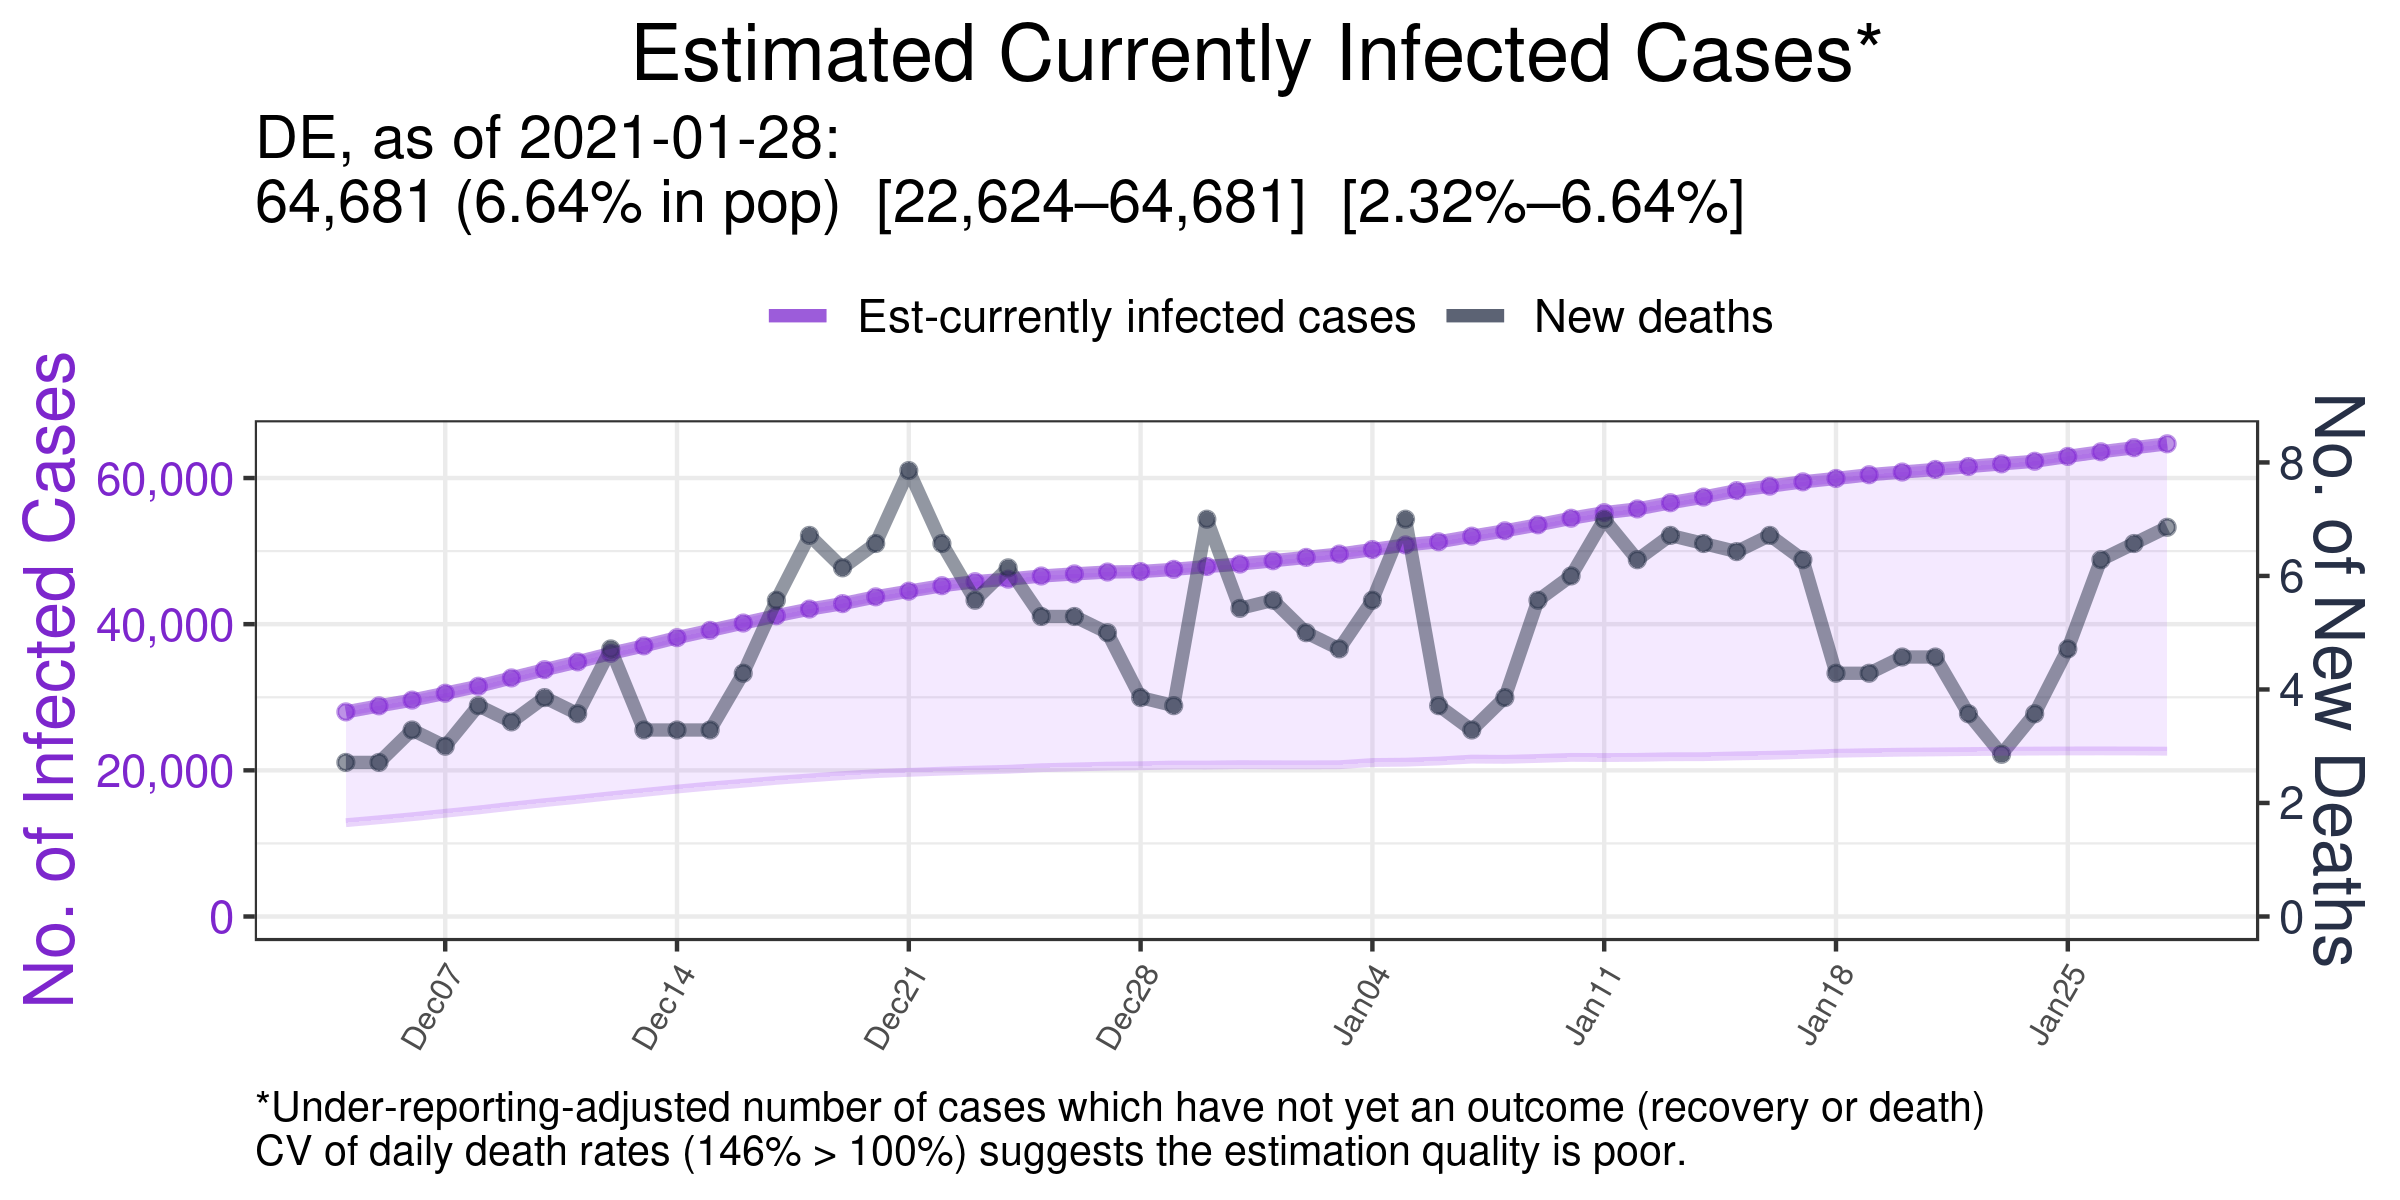 Estimated Currently Infected Cases*
DE, as of 2021-01-28:
64,681 (6.64% in pop)  [22,624–64,681]  [2.32%–6.64%]
Est-currently infected cases
New deaths
No. of Infected Cases
60,000
40,000
20,000
0
No. of New Deaths
8
6
4
2
0
Dec07
Dec14
Dec21
Dec28
Jan04
Jan11
Jan18
Jan25
*Under-reporting-adjusted number of cases which have not yet an outcome (recovery or death)
CV of daily death rates (146% > 100%) suggests the estimation quality is poor.